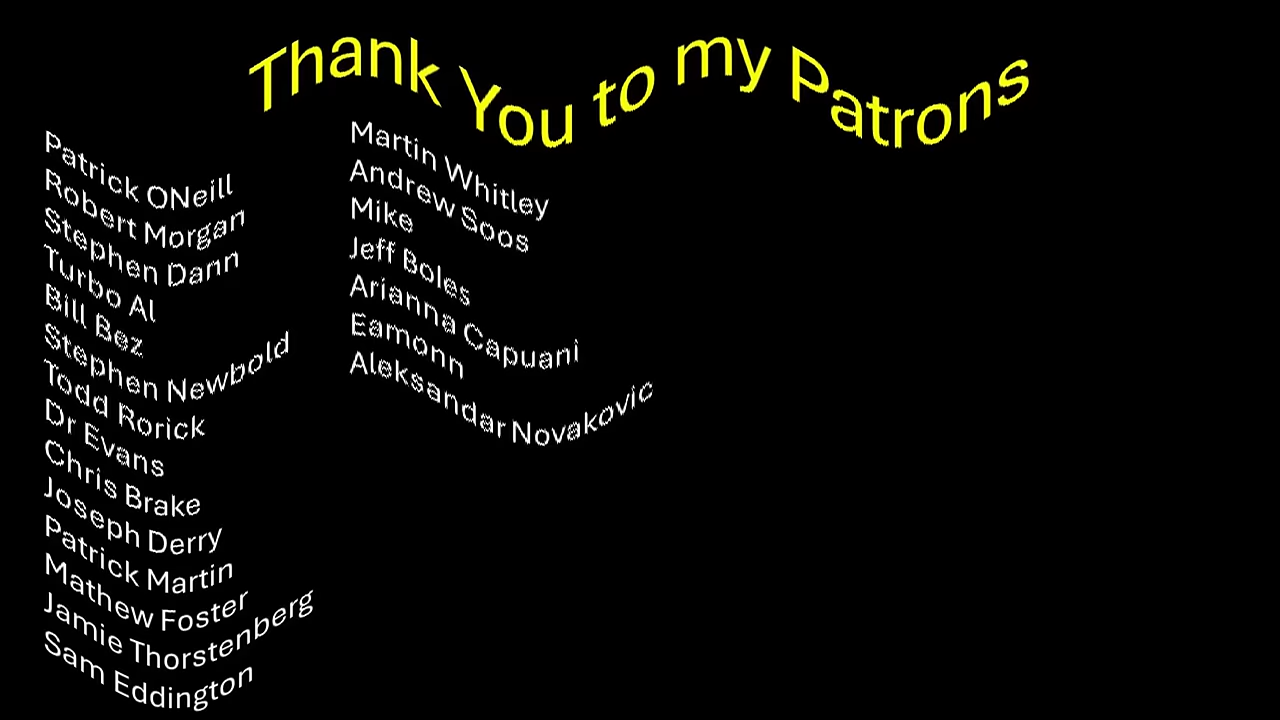 Thank You to my Patrons
Patrick ONeill
Robert Morgan
Stephen Dann
Turbo Al
Bill Bez
Stephen Newbold
Todd Rorick
Dr Evans
Chris Brake
Joseph Derry
Patrick Martin
Mathew Foster
Jamie Thorstenberg
Sam Eddington
Martin Whitley
Andrew Soos
Mike
Jeff Boles
Arianna Capuani
Eamonn
Aleksandar Novakovic